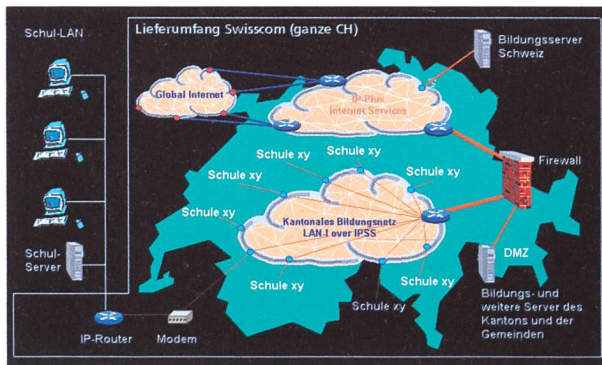 Schul-LAN
Lieferumfang Swisscom (ganze CH)
Bildungsserver
Schweiz
Global Internet
IP-Plus
Internet Services
Schule xy
Schule xy
Schule xy
Schule xy
Firewall
Schule xy
Kantonales Bildungsnetz
LAN-I over IPSS
Schul-
Server
Schule xy
Schule xy
Schule xy
Schule xy
DMZ
Bildungs- und
weitere Server des
Kantons und der
Gemeinden
IP-Router
Modem